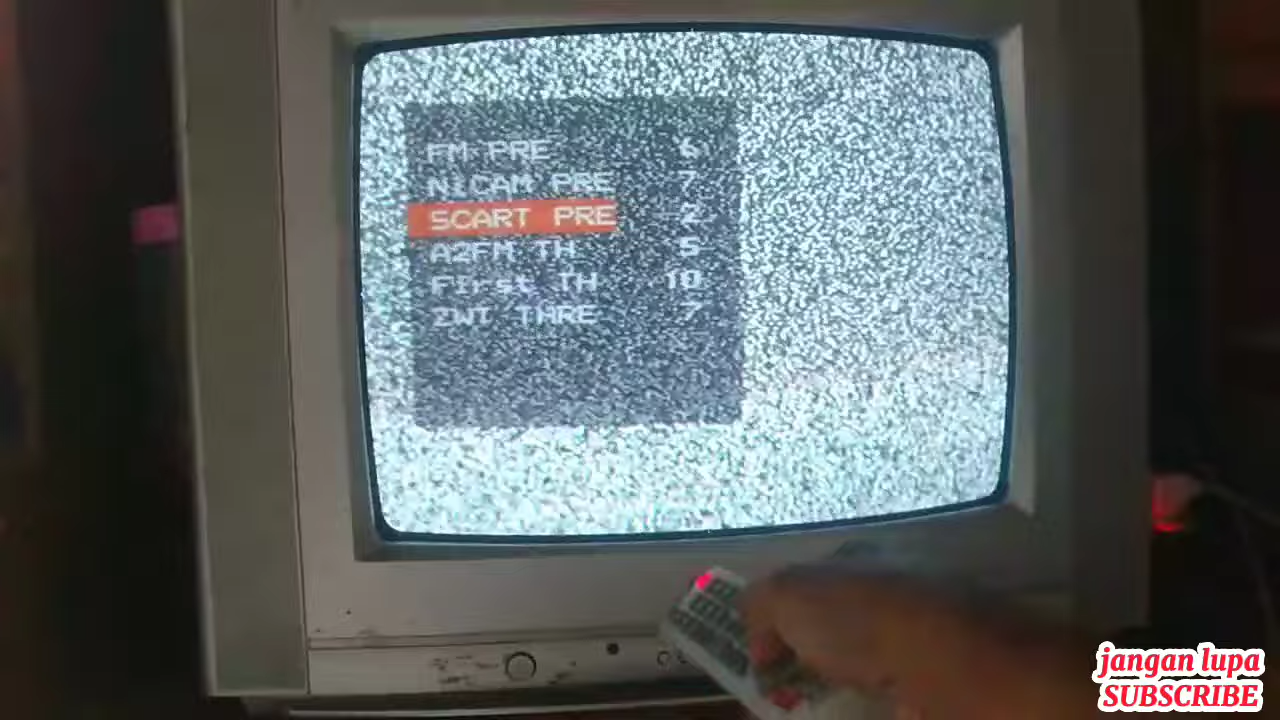 FM PRE 6
NICAM PRE 7
SCART PRE 2
A2FM TH 5
First TH 10
ZWT THRE 7
jangan lupa
SUBSCRIBE